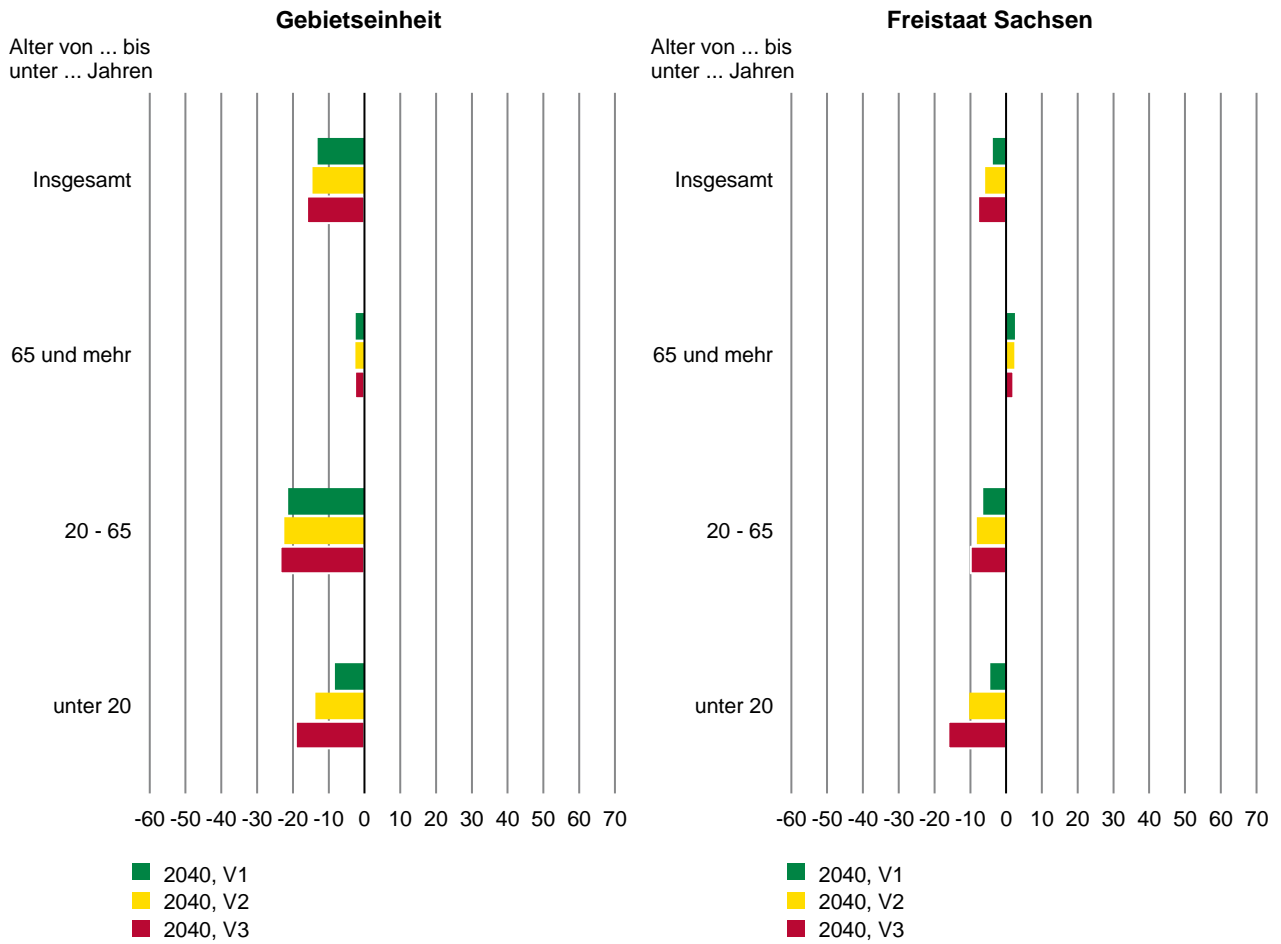 Gebietseinheit
Alter von ... bis
unter ... Jahren
Insgesamt
65 und mehr
20 - 65
unter 20
-60 -50 -40 -30 -20 -10 0 10 20 30 40 50 60 70
2040, V1
2040, V2
2040, V3
Freistaat Sachsen
Alter von ... bis
unter ... Jahren
Insgesamt
65 und mehr
20 - 65
unter 20
-60 -50 -40 -30 -20 -10 0 10 20 30 40 50 60 70
2040, V1
2040, V2
2040, V3